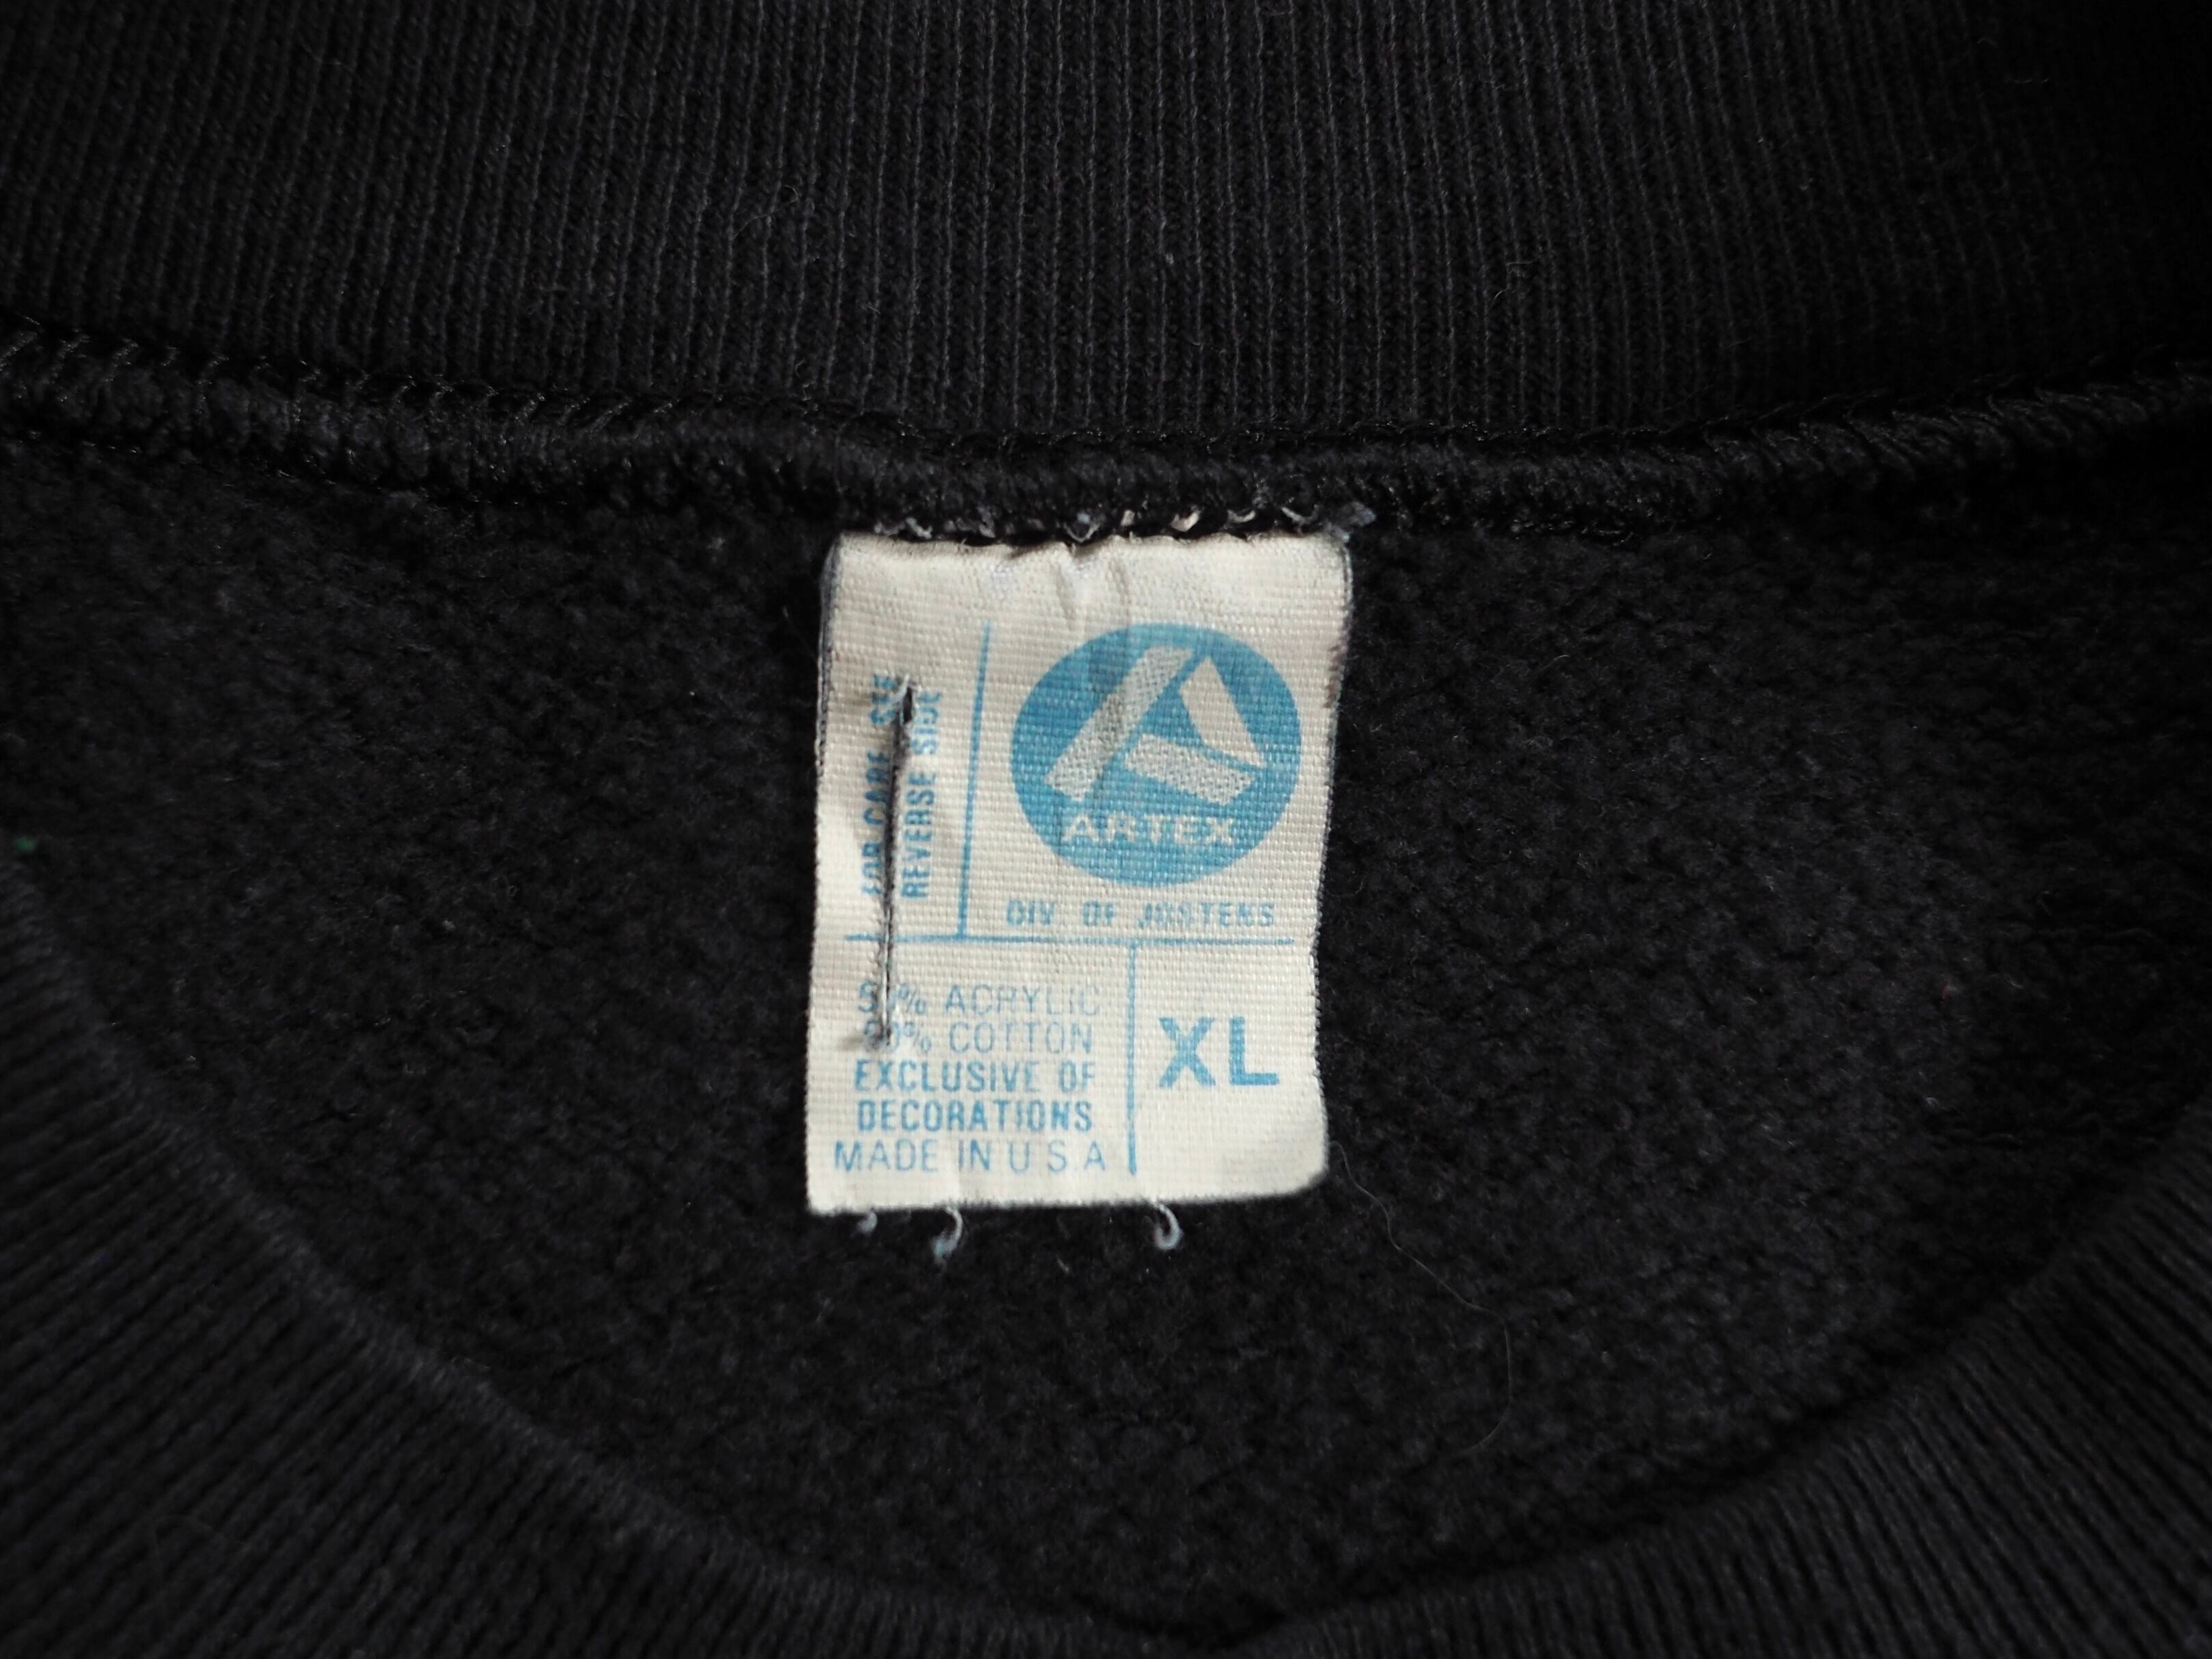 FOR CARE SEE
REVERSE SIDE
ARTEX
DIV. OF JOSTENS
% ACRYLIC
% COTTON
EXCLUSIVE OF
DECORATIONS
MADE IN U S A
XL